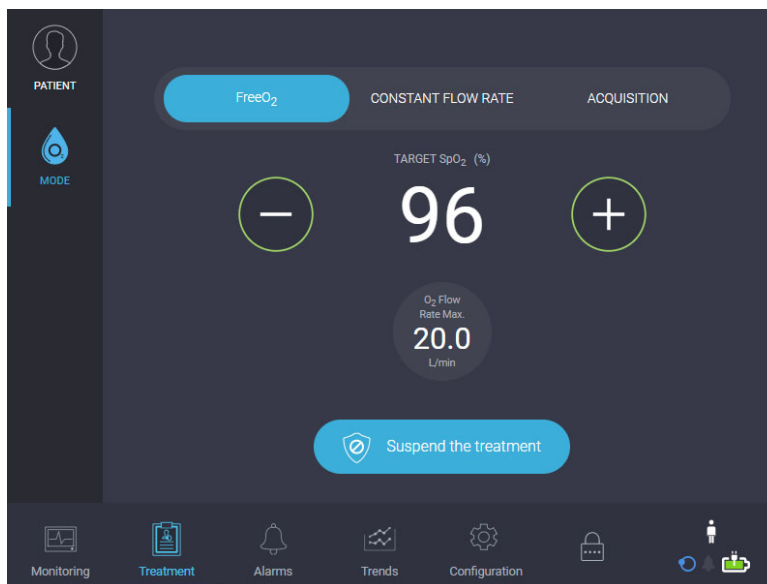 PATIENT
MODE
FreeO₂
CONSTANT FLOW RATE
ACQUISITION
TARGET SpO₂ (%)
96
O₂ Flow
Rate Max.
20.0
L/min
Suspend the treatment
Monitoring
Treatment
Alarms
Trends
Configuration